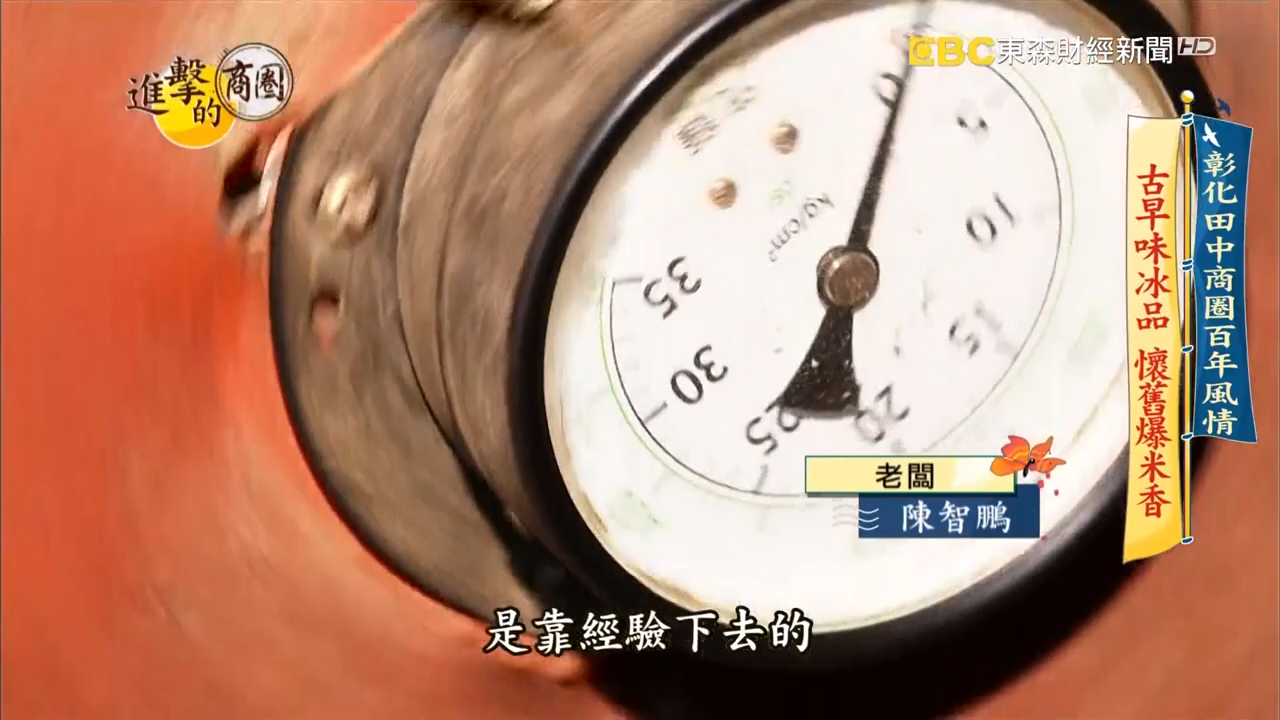 進擊的商圈
EBC東森財經新聞HD
彰化田中商圈百年風情
古早味冰品 懷舊爆米香
0
5
10
15
20
25
30
35
kg/cm²
老闆
陳智鵬
是靠經驗下去的